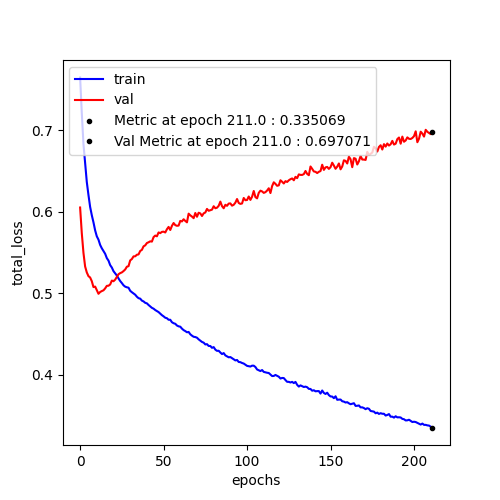 train
val
Metric at epoch 211.0 : 0.335069
Val Metric at epoch 211.0 : 0.697071
0.7
0.6
0.5
0.4
total_loss
0
50
100
150
200
epochs